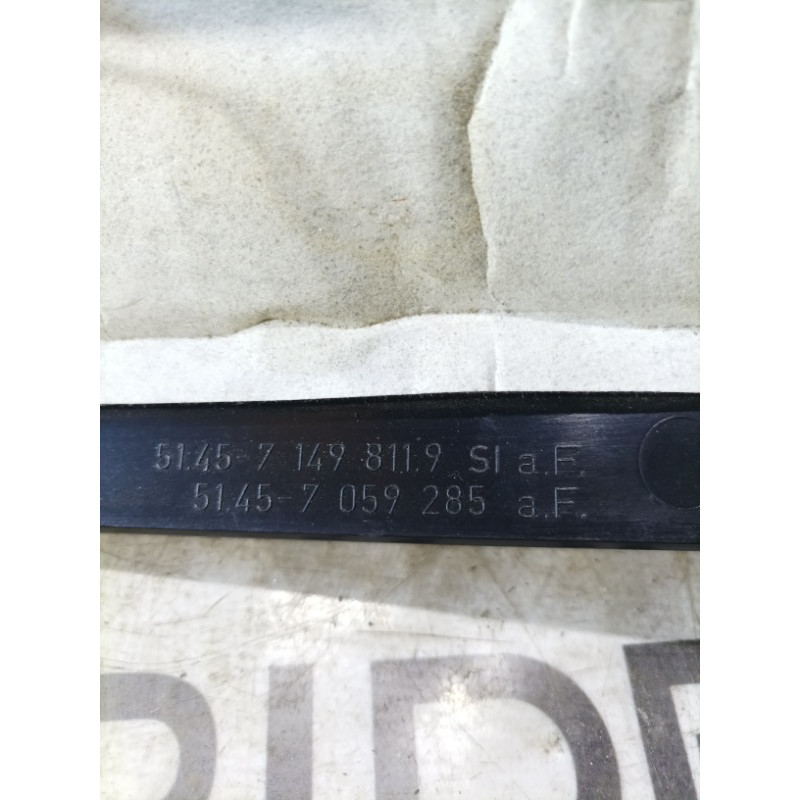 51.45-7 149 811.9 SI a.F.
51.45-7 059 285 a.F.